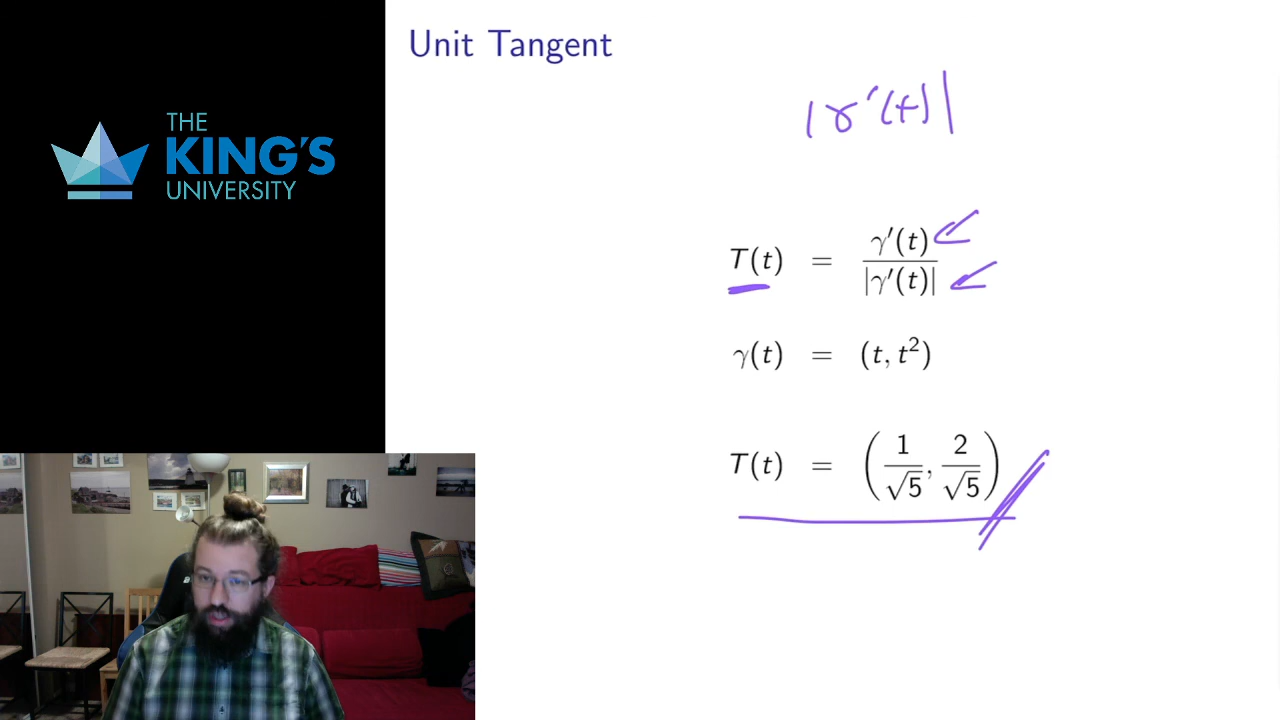 THE
KING'S
UNIVERSITY
Unit Tangent
|γ'(t)|
T(t) = γ′(t) / |γ′(t)|
γ(t) = (t, t²)
T(t) = (1/√5, 2/√5)